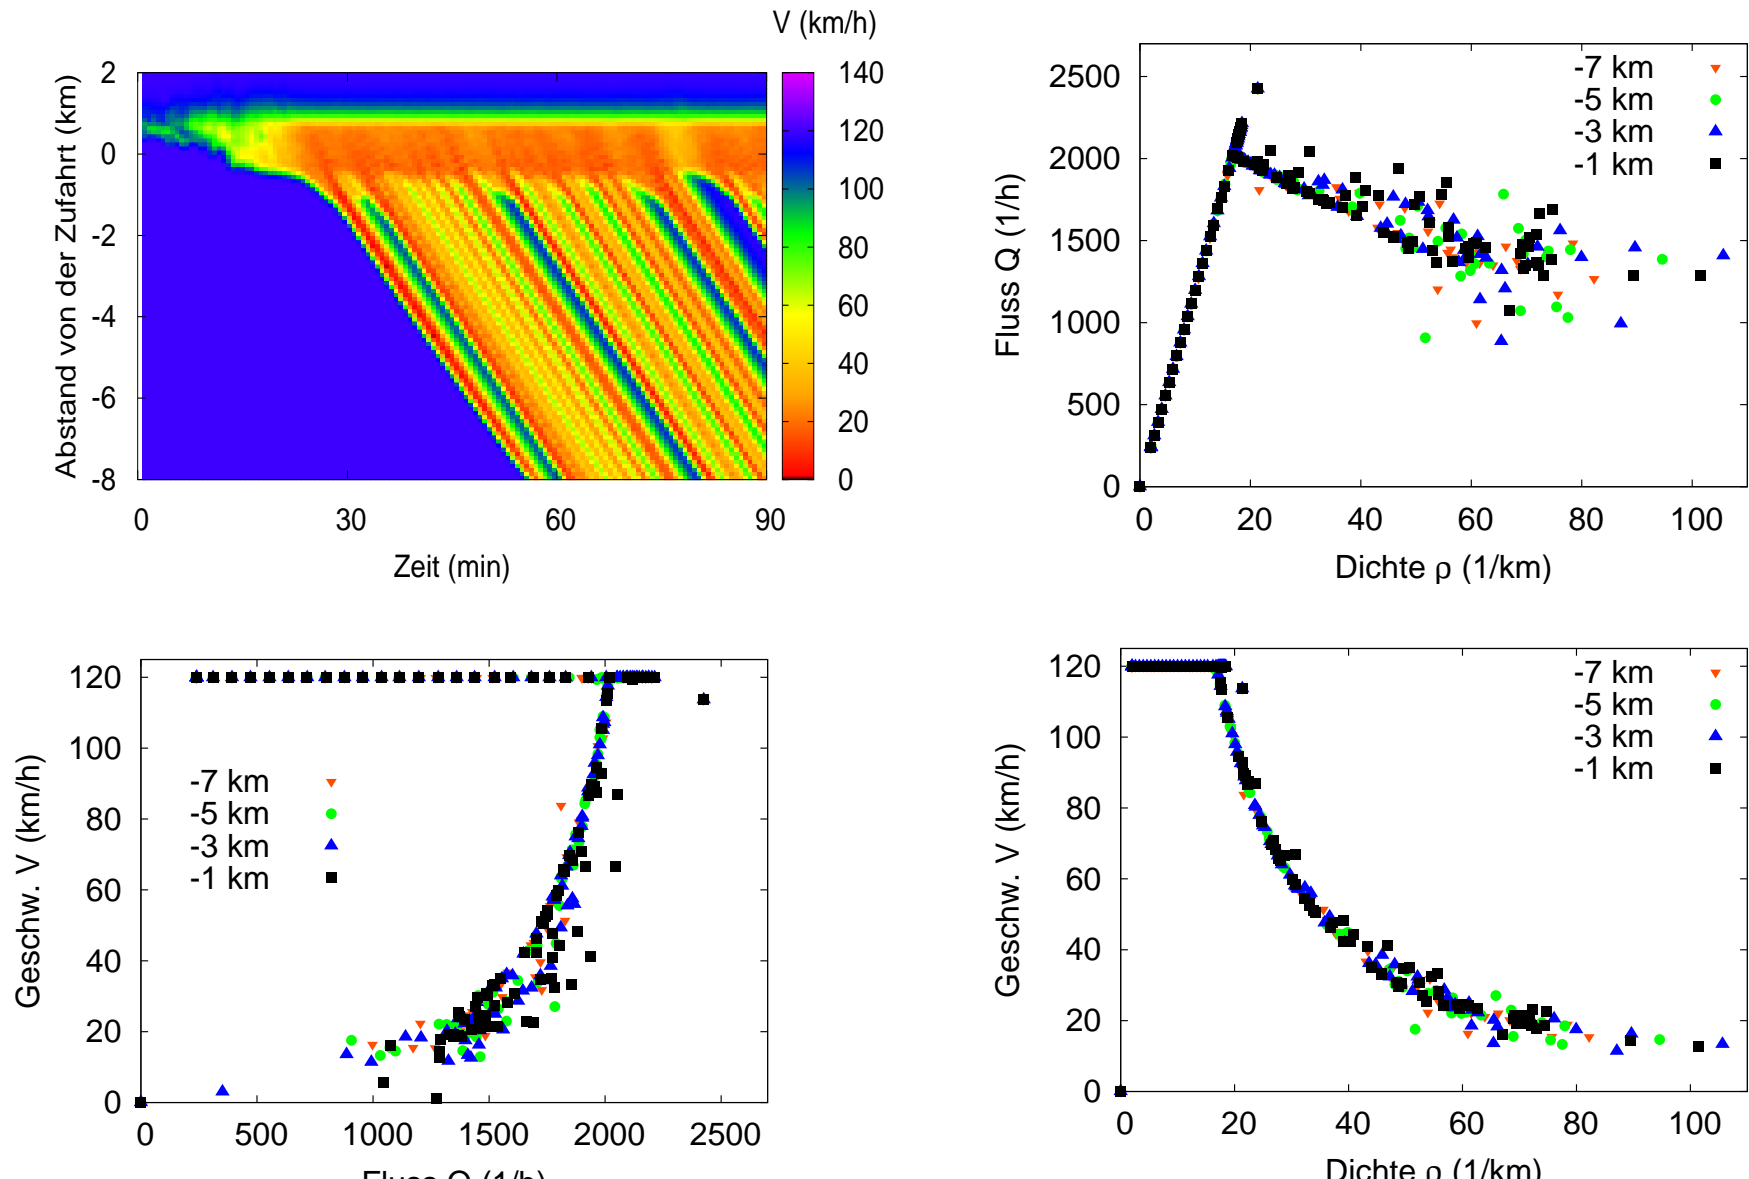 V (km/h)
140
120
100
80
60
40
20
0
2
0
-2
-4
-6
-8
Abstand von der Zufahrt (km)
0
30
60
90
Zeit (min)
2500
2000
1500
1000
500
0
Fluss Q (1/h)
-7 km
-5 km
-3 km
-1 km
0
20
40
60
80
100
Dichte ρ (1/km)
120
100
80
60
40
20
0
Geschw. V (km/h)
-7 km
-5 km
-3 km
-1 km
0
500
1000
1500
2000
2500
Fluss Q (1/h)
120
100
80
60
40
20
0
Geschw. V (km/h)
-7 km
-5 km
-3 km
-1 km
0
20
40
60
80
100
Dichte ρ (1/km)